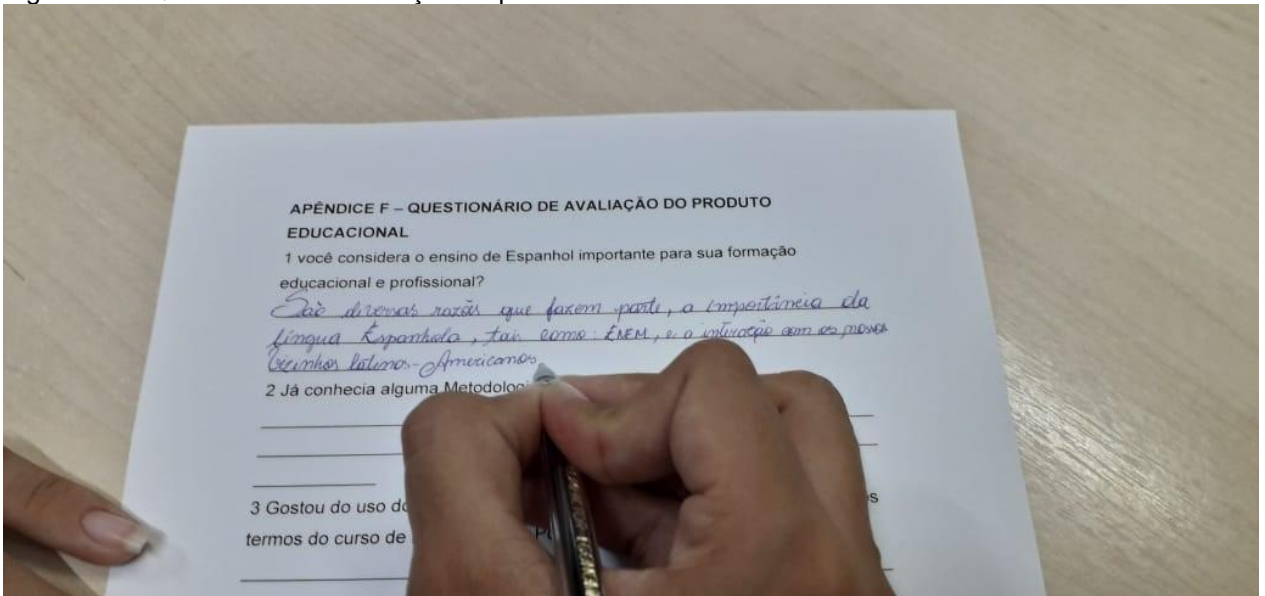 APÊNDICE F – QUESTIONÁRIO DE AVALIAÇÃO DO PRODUTO
EDUCACIONAL
1 você considera o ensino de Espanhol importante para sua formação
educacional e profissional?
São diversas razões que fazem parte, a importância da
língua Espanhola, tais como: ENEM, e a interação com os nossos
vizinhos latinos-Americanos
2 Já conhecia alguma
3 Gostou do uso
termos do curso de